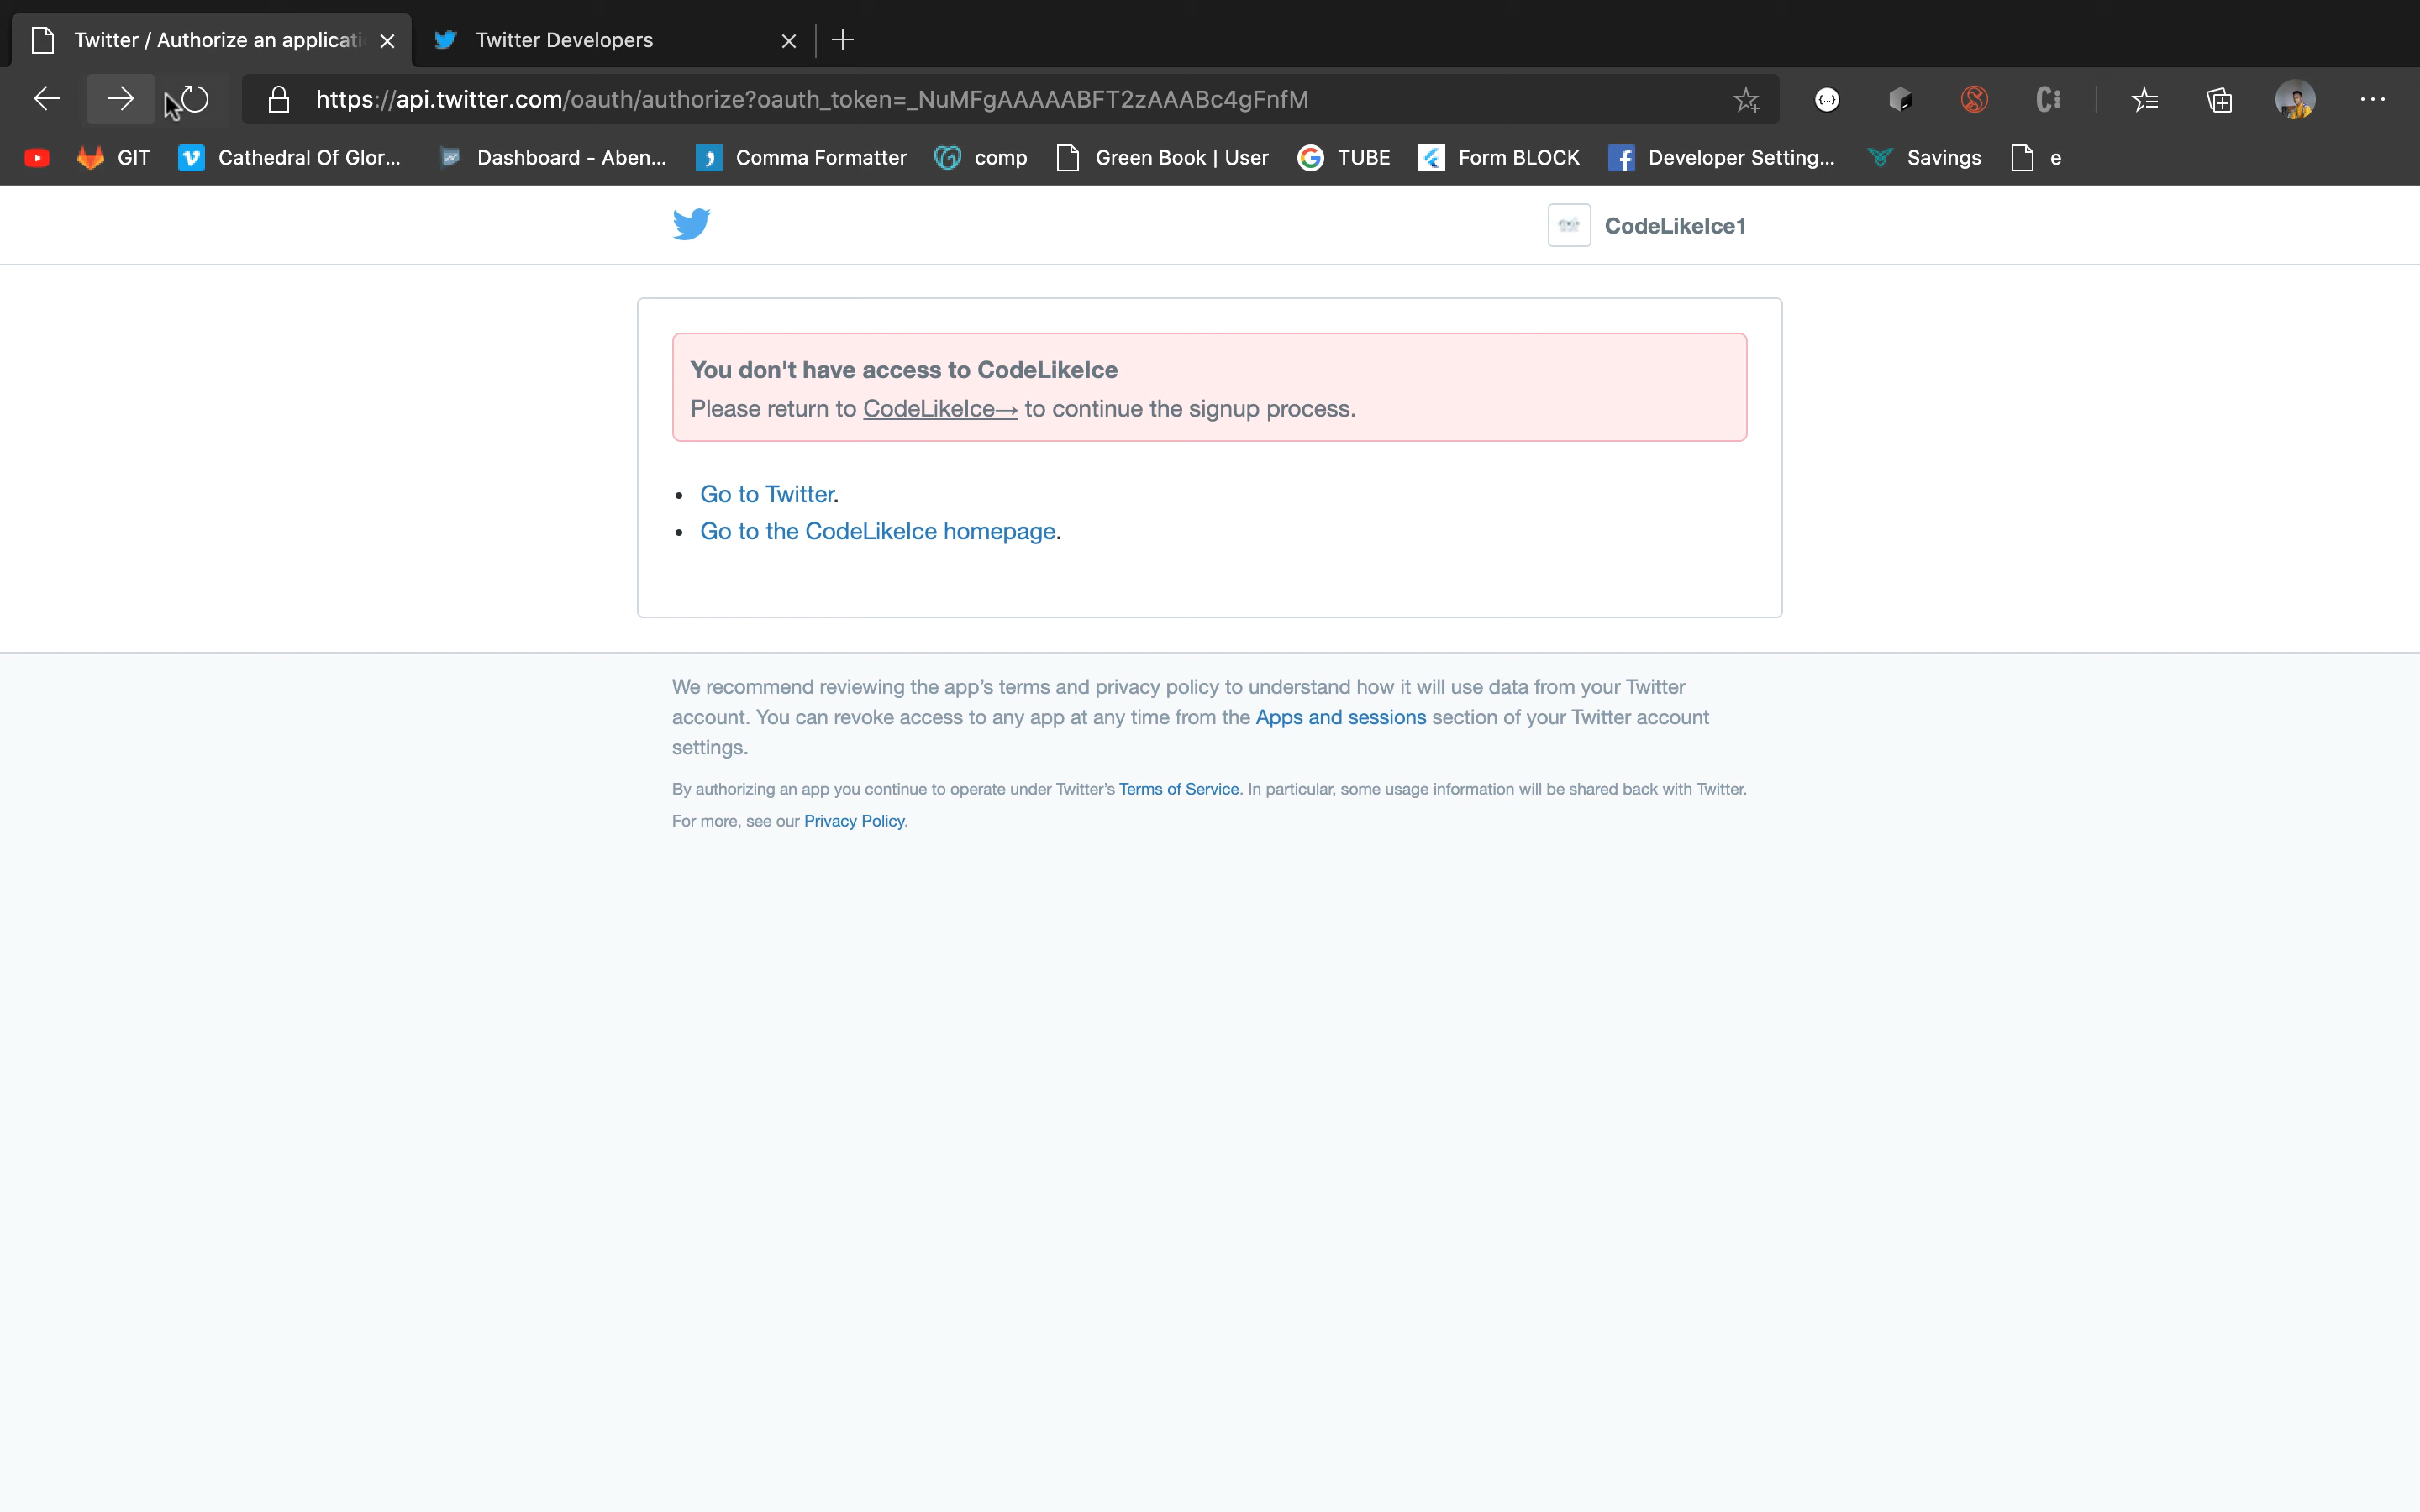 Twitter / Authorize an applicati
Twitter Developers
https://api.twitter.com/oauth/authorize?oauth_token=_NuMFgAAAAABFT2zAAABc4gFnfM
GIT
Cathedral Of Glor...
Dashboard - Aben...
Comma Formatter
comp
Green Book | User
TUBE
Form BLOCK
Developer Setting...
Savings
e
CodeLikeIce1
You don't have access to CodeLikeIce
Please return to CodeLikeIce→ to continue the signup process.
• Go to Twitter.
• Go to the CodeLikeIce homepage.
We recommend reviewing the app's terms and privacy policy to understand how it will use data from your Twitter
account. You can revoke access to any app at any time from the Apps and sessions section of your Twitter account
settings.
By authorizing an app you continue to operate under Twitter's Terms of Service. In particular, some usage information will be shared back with Twitter.
For more, see our Privacy Policy.